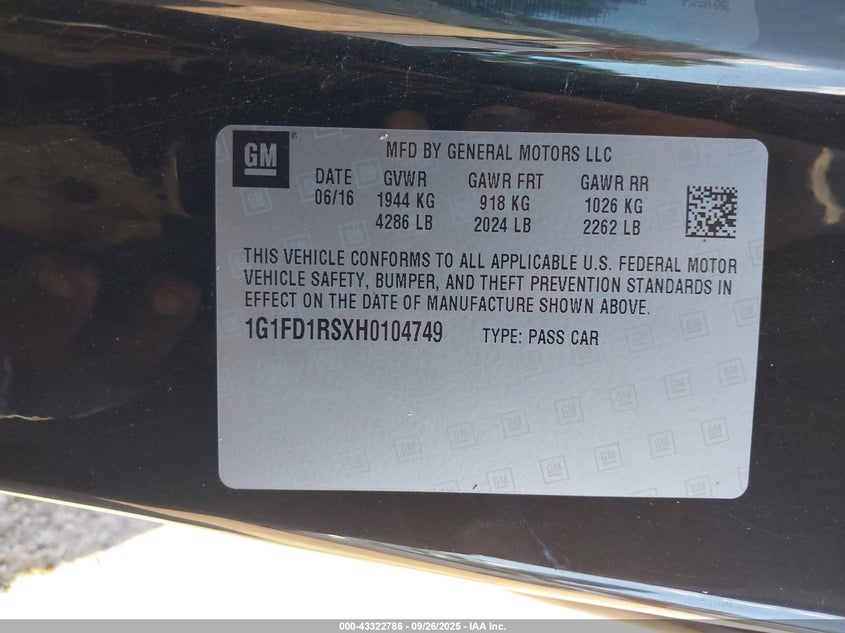 GM
MFD BY GENERAL MOTORS LLC
DATE GVWR GAWR FRT GAWR RR
06/16 1944 KG 918 KG 1026 KG
4286 LB 2024 LB 2262 LB
THIS VEHICLE CONFORMS TO ALL APPLICABLE U.S. FEDERAL MOTOR
VEHICLE SAFETY, BUMPER, AND THEFT PREVENTION STANDARDS IN
EFFECT ON THE DATE OF MANUFACTURE SHOWN ABOVE.
1G1FD1RSXH0104749 TYPE: PASS CAR
000-43322786 - 09/26/2025 - IAA Inc.